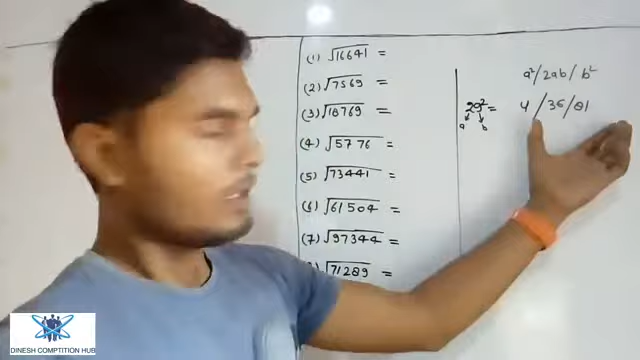 (1) √16641 =
(2) √7569 =
(3) √18769 =
(4) √5776 =
(5) √73441 =
(6) √61504 =
(7) √97344 =
√71289 =
a²/2ab/b²
29² = 4/36/81
a b
DINESH COMPTITION HUB